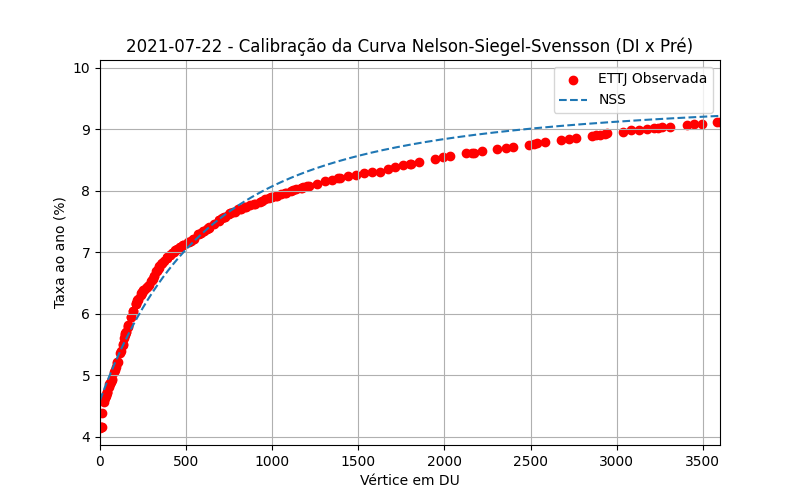 2021-07-22 - Calibração da Curva Nelson-Siegel-Svensson (DI x Pré)
ETTJ Observada
NSS
Taxa ao ano (%)
10
9
8
7
6
5
4
0 500 1000 1500 2000 2500 3000 3500
Vértice em DU